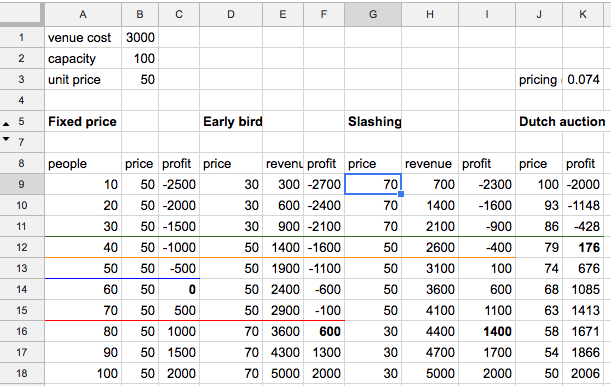 A B C D E F G H I J K
1 venue cost 3000
2 capacity 100
3 unit price 50 pricing 0.074
4
5 Fixed price Early bird Slashing Dutch auction
7
8 people price profit price revenu profit price revenue profit price profit
9 10 50 -2500 30 300 -2700 70 700 -2300 100 -2000
10 20 50 -2000 30 600 -2400 70 1400 -1600 93 -1148
11 30 50 -1500 30 900 -2100 70 2100 -900 86 -428
12 40 50 -1000 50 1400 -1600 50 2600 -400 79 176
13 50 50 -500 50 1900 -1100 50 3100 100 74 676
14 60 50 0 50 2400 -600 50 3600 600 68 1085
15 70 50 500 50 2900 -100 50 4100 1100 63 1413
16 80 50 1000 70 3600 600 30 4400 1400 58 1671
17 90 50 1500 70 4300 1300 30 4700 1700 54 1866
18 100 50 2000 70 5000 2000 30 5000 2000 50 2006